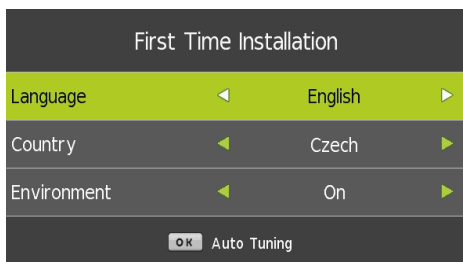 First Time Installation
Language English
Country Czech
Environment On
OK Auto Tuning